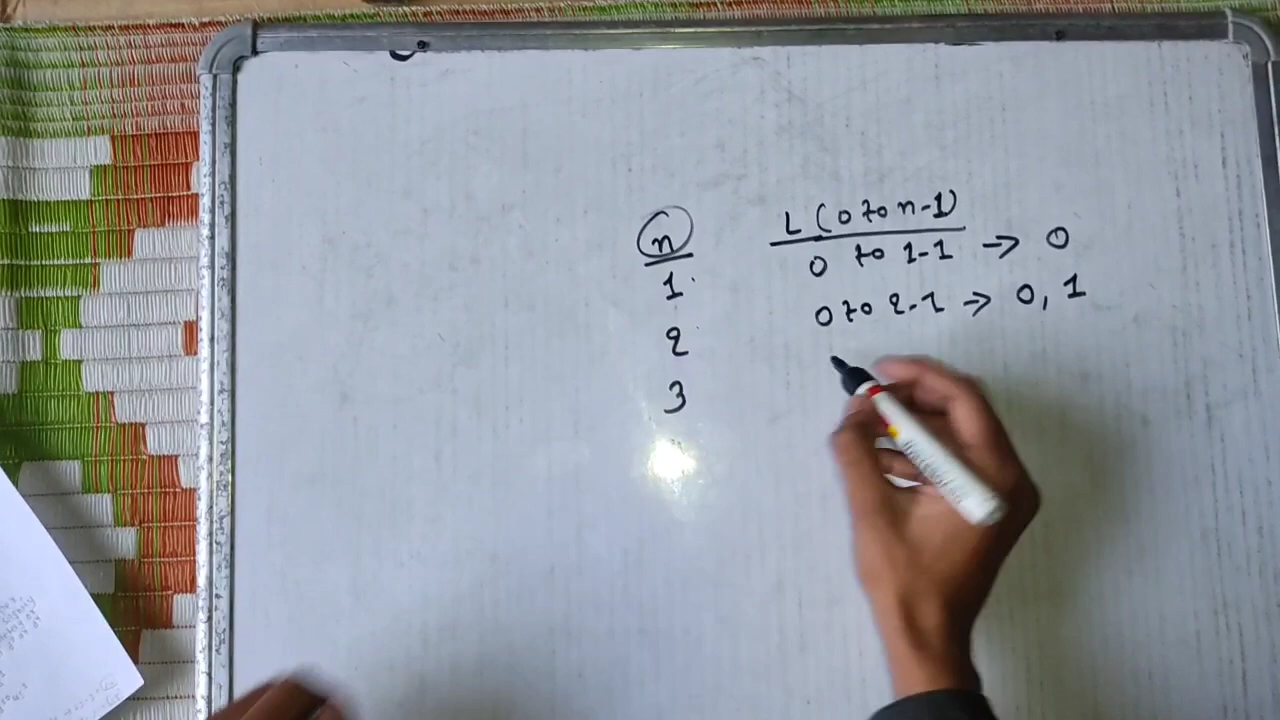 n L (0 to n-1)
1 0 to 1-1 → 0
2 0 to 2-1 → 0, 1
3